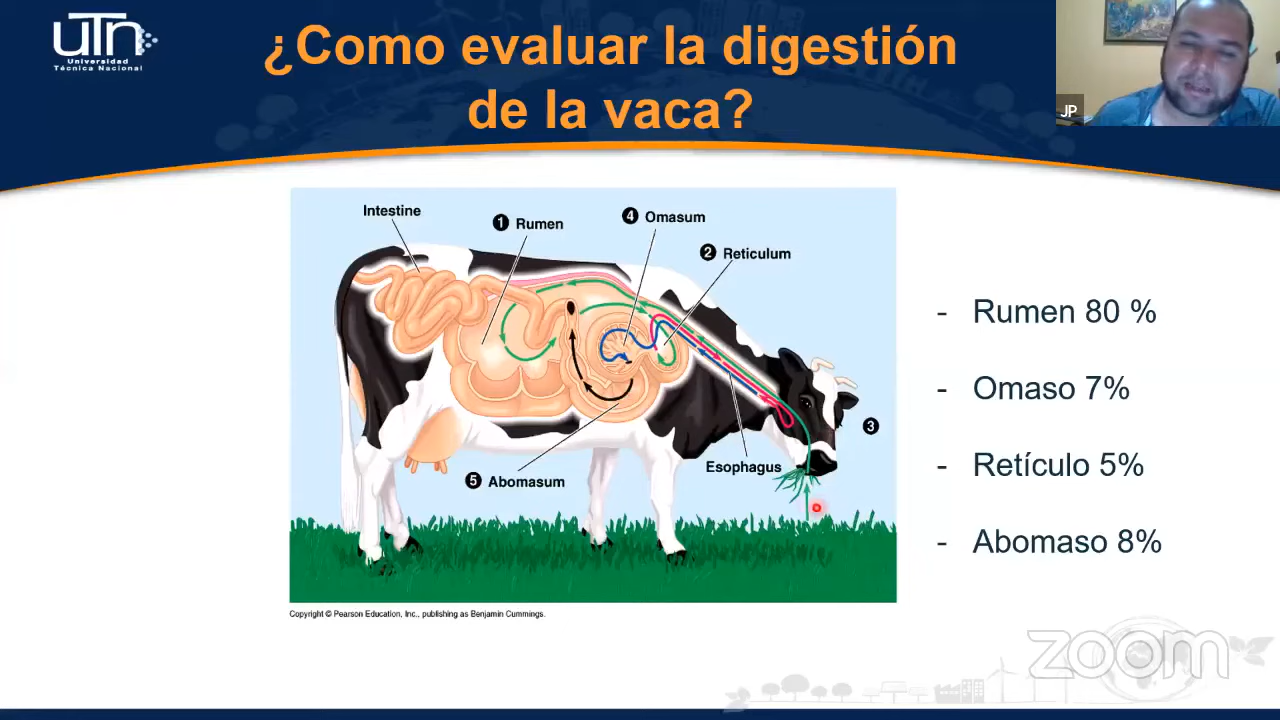 UTN
Universidad
Técnica Nacional
¿Como evaluar la digestión
de la vaca?
JP
Intestine
1 Rumen
4 Omasum
2 Reticulum
3
Esophagus
5 Abomasum
- Rumen 80 %
- Omaso 7%
- Retículo 5%
- Abomaso 8%
Copyright © Pearson Education, Inc., publishing as Benjamin Cummings.
zoom